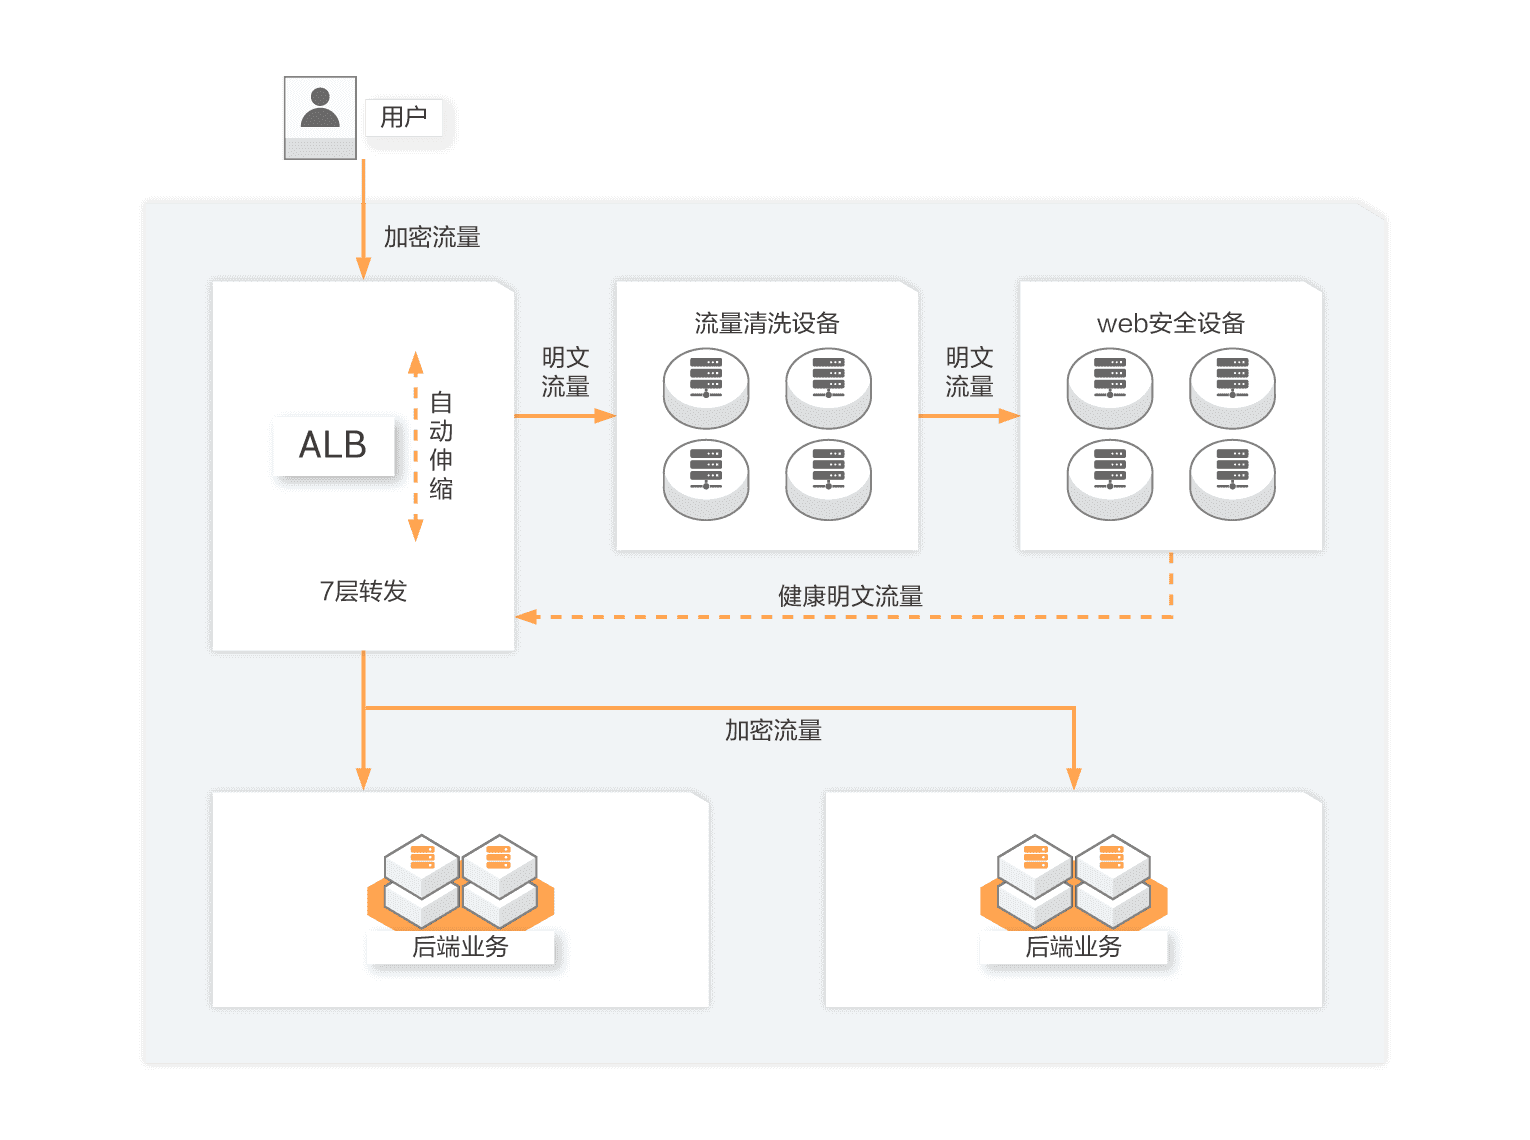 用户
加密流量
流量清洗设备
web安全设备
明文
流量
明文
流量
自
动
伸
缩
ALB
7层转发
健康明文流量
加密流量
后端业务
后端业务